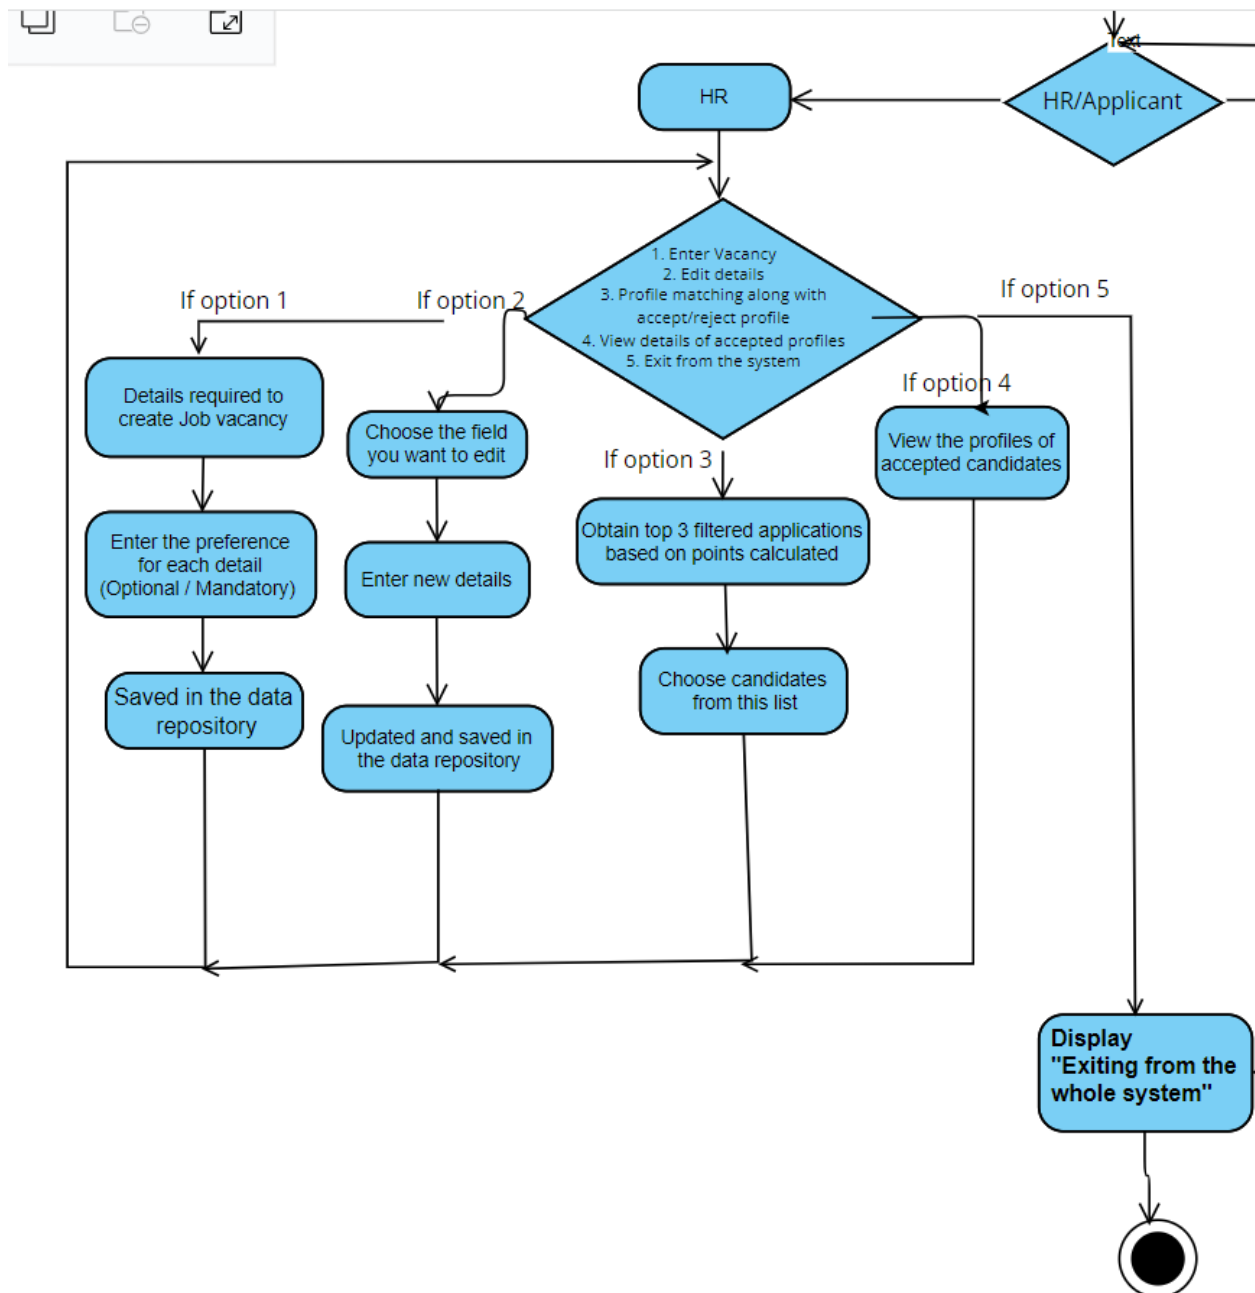 Text
HR
HR/Applicant
1. Enter Vacancy
2. Edit details
3. Profile matching along with
accept/reject profile
4. View details of accepted profiles
5. Exit from the system
If option 1
If option 2
If option 5
If option 4
If option 3
Details required to
create Job vacancy
Choose the field
you want to edit
View the profiles of
accepted candidates
Enter the preference
for each detail
(Optional / Mandatory)
Enter new details
Obtain top 3 filtered applications
based on points calculated
Saved in the data
repository
Updated and saved in
the data repository
Choose candidates
from this list
Display
"Exiting from the
whole system"